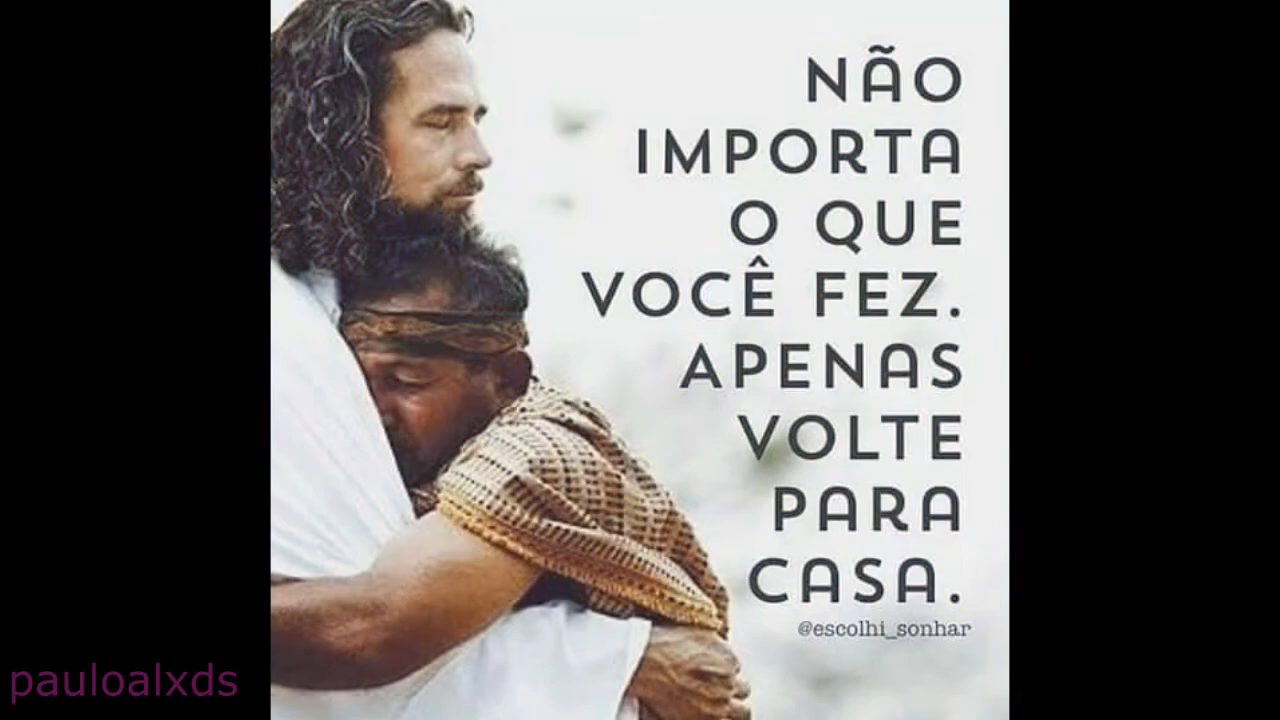 NÃO
IMPORTA
O QUE
VOCÊ FEZ.
APENAS
VOLTE
PARA
CASA.
@escolhi_sonhar
pauloalxds